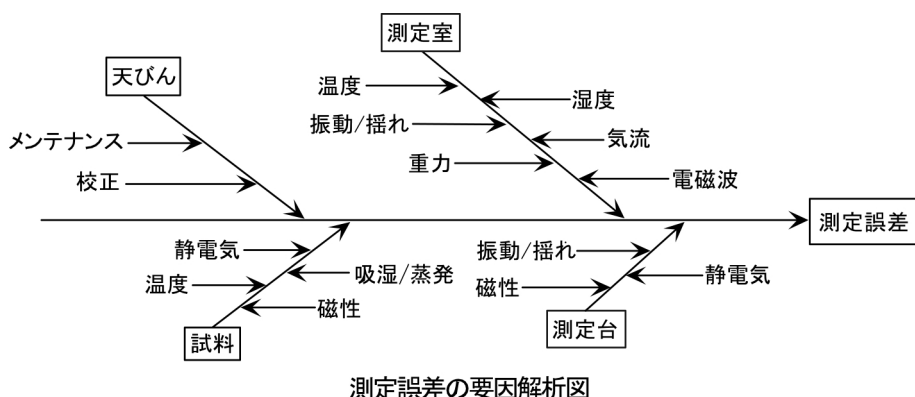 測定室
天びん
温度
湿度
振動/揺れ
メンテナンス
気流
重力
校正
電磁波
測定誤差
静電気
振動/揺れ
吸湿/蒸発
静電気
温度
磁性
磁性
試料
測定台
測定誤差の要因解析図